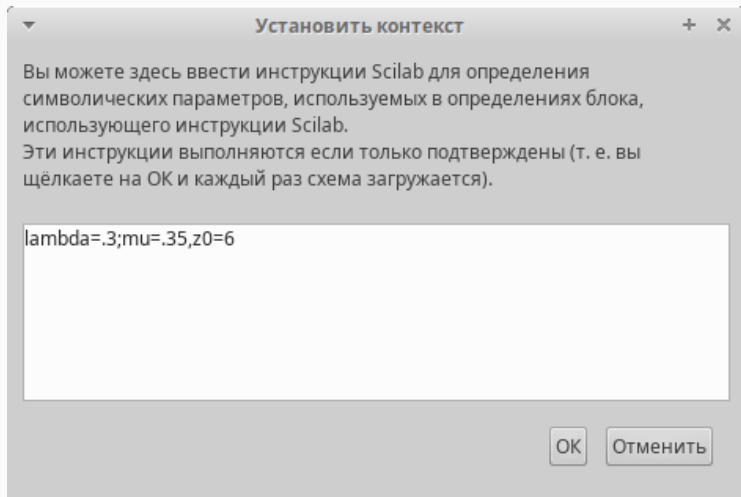 Установить контекст
Вы можете здесь ввести инструкции Scilab для определения
символических параметров, используемых в определениях блока,
использующего инструкции Scilab.
Эти инструкции выполняются если только подтверждены (т. е. вы
щёлкаете на ОК и каждый раз схема загружается).
lambda=.3;mu=.35,z0=6
ОК Отменить